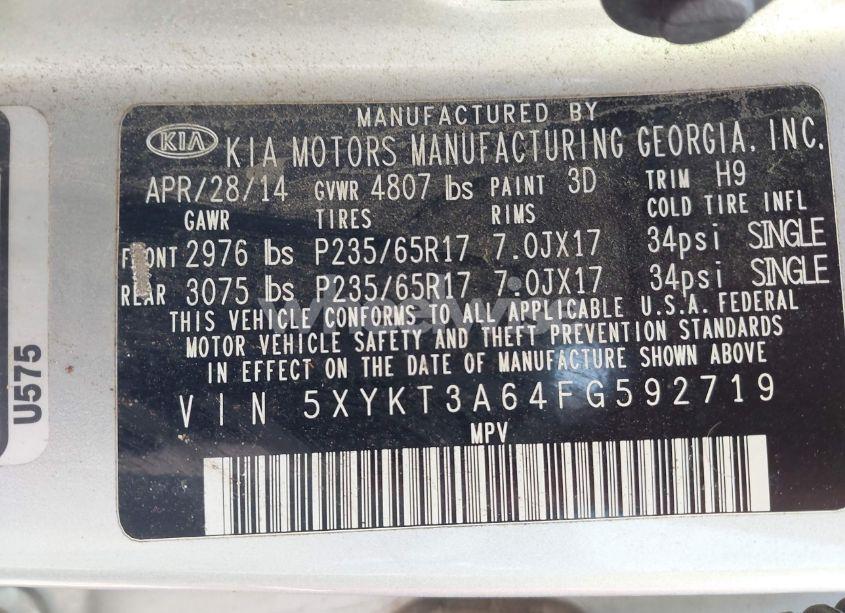 MANUFACTURED BY
KIA KIA MOTORS MANUFACTURING GEORGIA, INC.
APR/28/14 GVWR 4807 lbs PAINT 3D TRIM H9
GAWR TIRES RIMS COLD TIRE INFL
FRONT 2976 lbs P235/65R17 7.0JX17 34psi SINGLE
REAR 3075 lbs P235/65R17 7.0JX17 34psi SINGLE
THIS VEHICLE CONFORMS TO ALL APPLICABLE U.S.A. FEDERAL
MOTOR VEHICLE SAFETY AND THEFT PREVENTION STANDARDS
IN EFFECT ON THE DATE OF MANUFACTURE SHOWN ABOVE
VIN 5XYKT3A64FG592719
MPV
U575